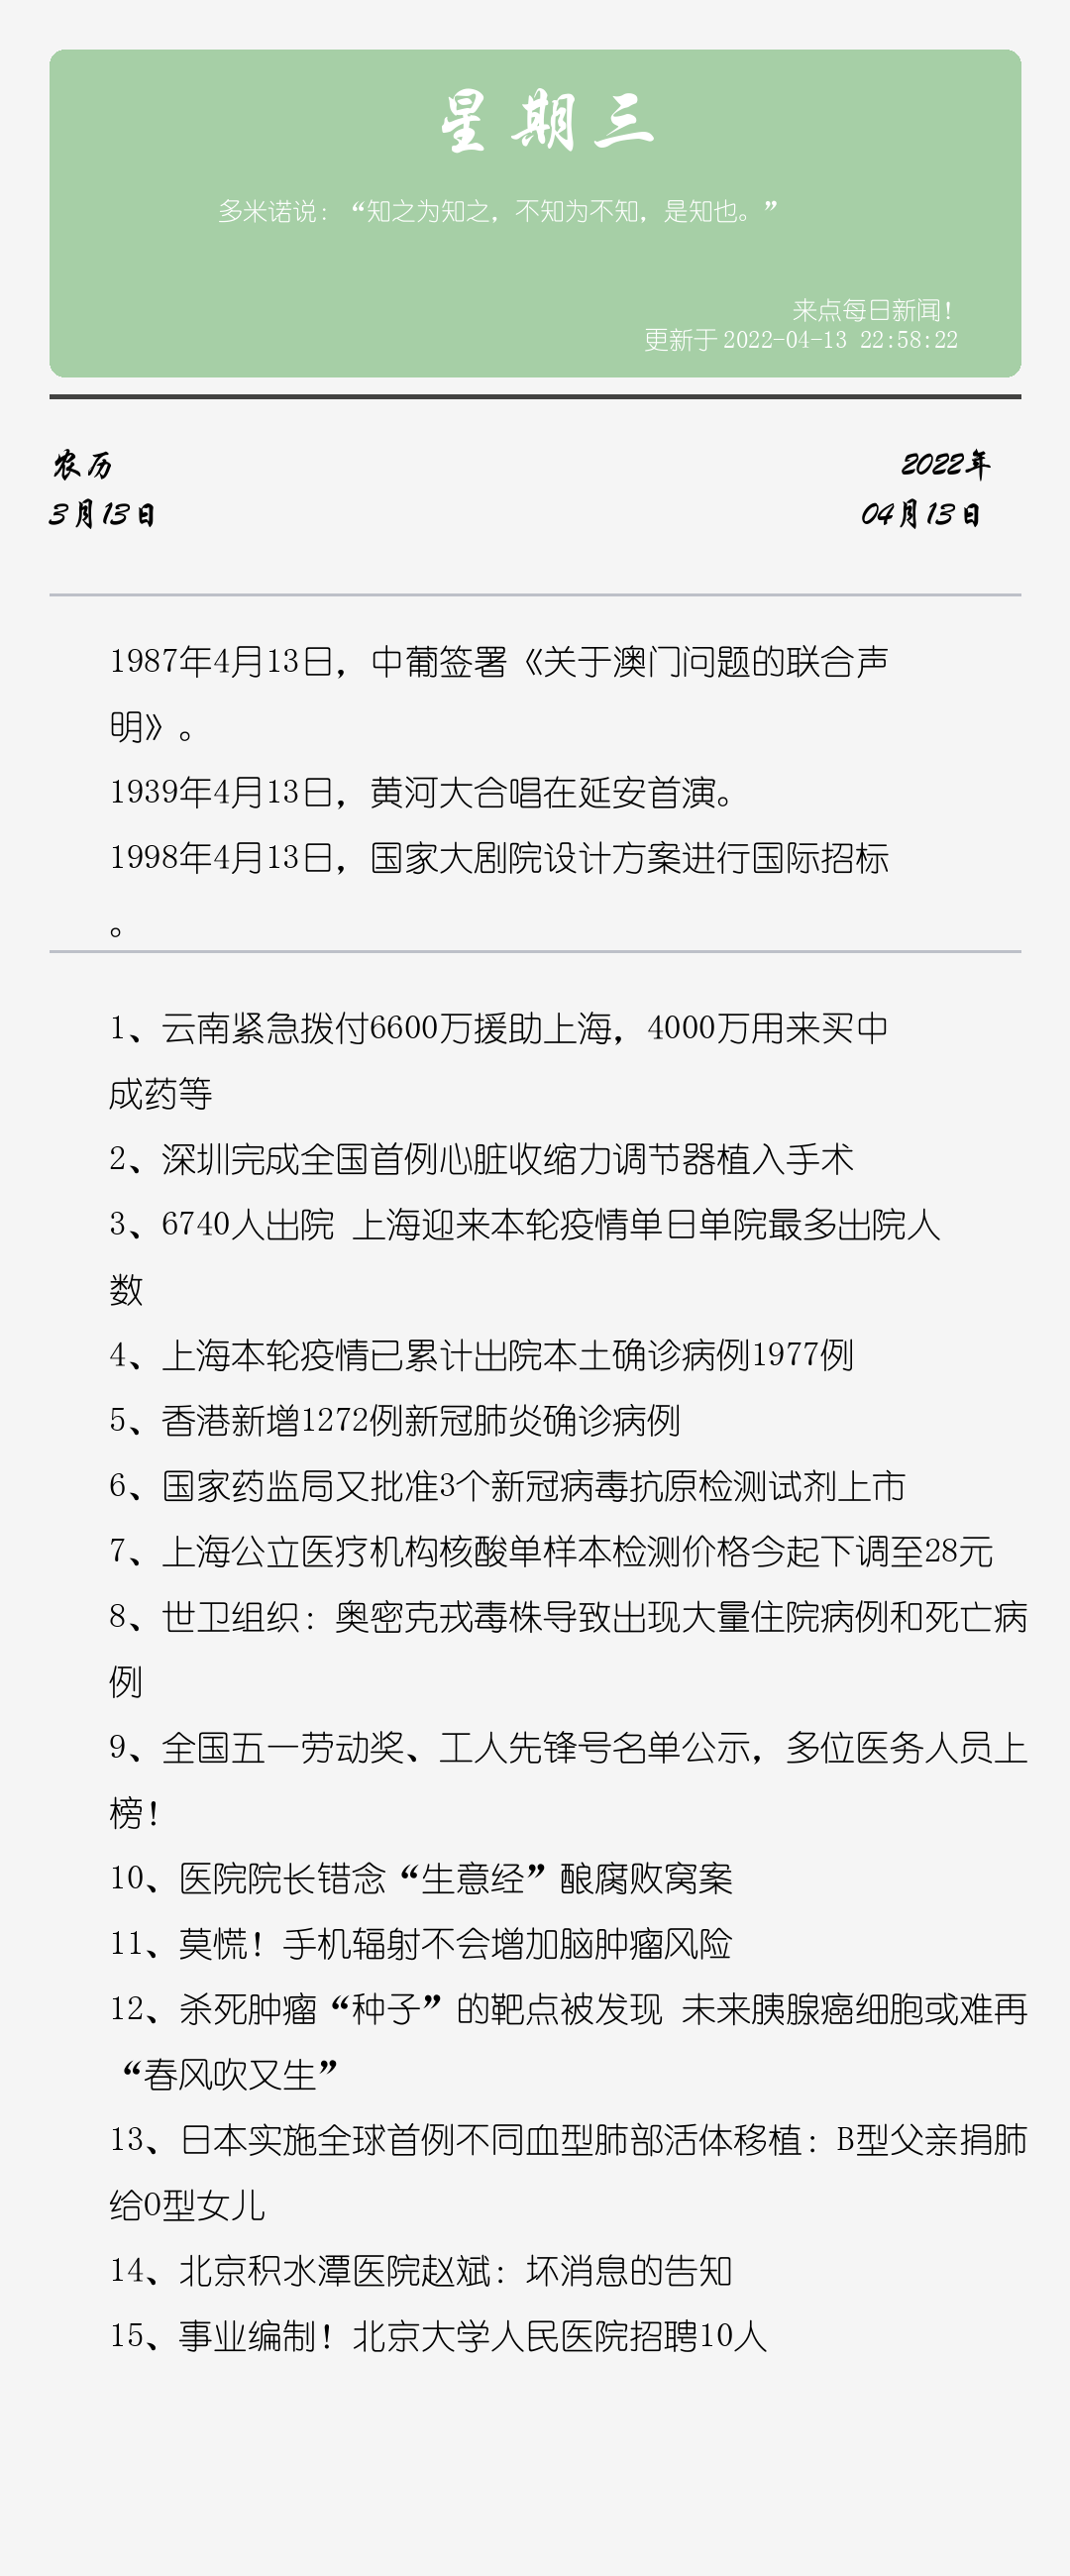 星期三
多米诺说：“知之为知之，不知为不知，是知也。”
来点每日新闻！
更新于 2022-04-13 22:58:22
农历
2022年
3月13日
04月13日
1987年4月13日，中葡签署《关于澳门问题的联合声
明》。
1939年4月13日，黄河大合唱在延安首演。
1998年4月13日，国家大剧院设计方案进行国际招标
。
1、云南紧急拨付6600万援助上海，4000万用来买中
成药等
2、深圳完成全国首例心脏收缩力调节器植入手术
3、6740人出院 上海迎来本轮疫情单日单院最多出院人
数
4、上海本轮疫情已累计出院本土确诊病例1977例
5、香港新增1272例新冠肺炎确诊病例
6、国家药监局又批准3个新冠病毒抗原检测试剂上市
7、上海公立医疗机构核酸单样本检测价格今起下调至28元
8、世卫组织：奥密克戎毒株导致出现大量住院病例和死亡病
例
9、全国五一劳动奖、工人先锋号名单公示，多位医务人员上
榜！
10、医院院长错念“生意经”酿腐败窝案
11、莫慌！手机辐射不会增加脑肿瘤风险
12、杀死肿瘤“种子”的靶点被发现 未来胰腺癌细胞或难再
“春风吹又生”
13、日本实施全球首例不同血型肺部活体移植：B型父亲捐肺
给O型女儿
14、北京积水潭医院赵斌：坏消息的告知
15、事业编制！北京大学人民医院招聘10人